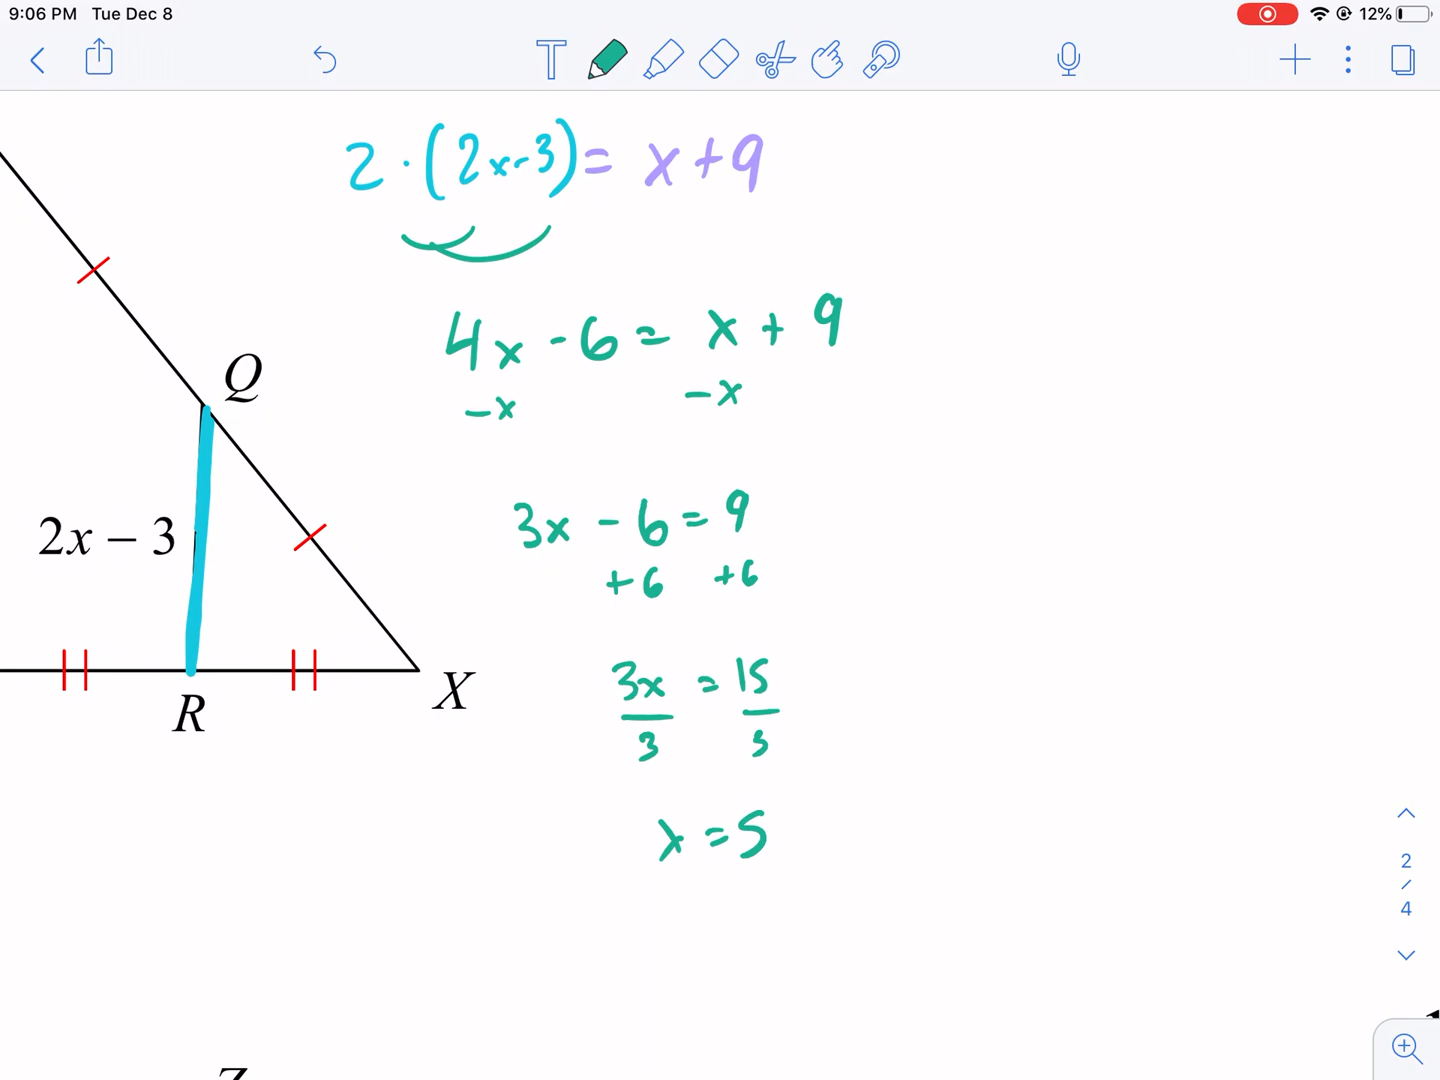 9:06 PM Tue Dec 8
12%
T
2 · (2x-3) = x+9
4x - 6 = x + 9
-x -x
Q
3x - 6 = 9
2x − 3
+6 +6
3x = 15
3 3
X
R
x = 5
2
/
4